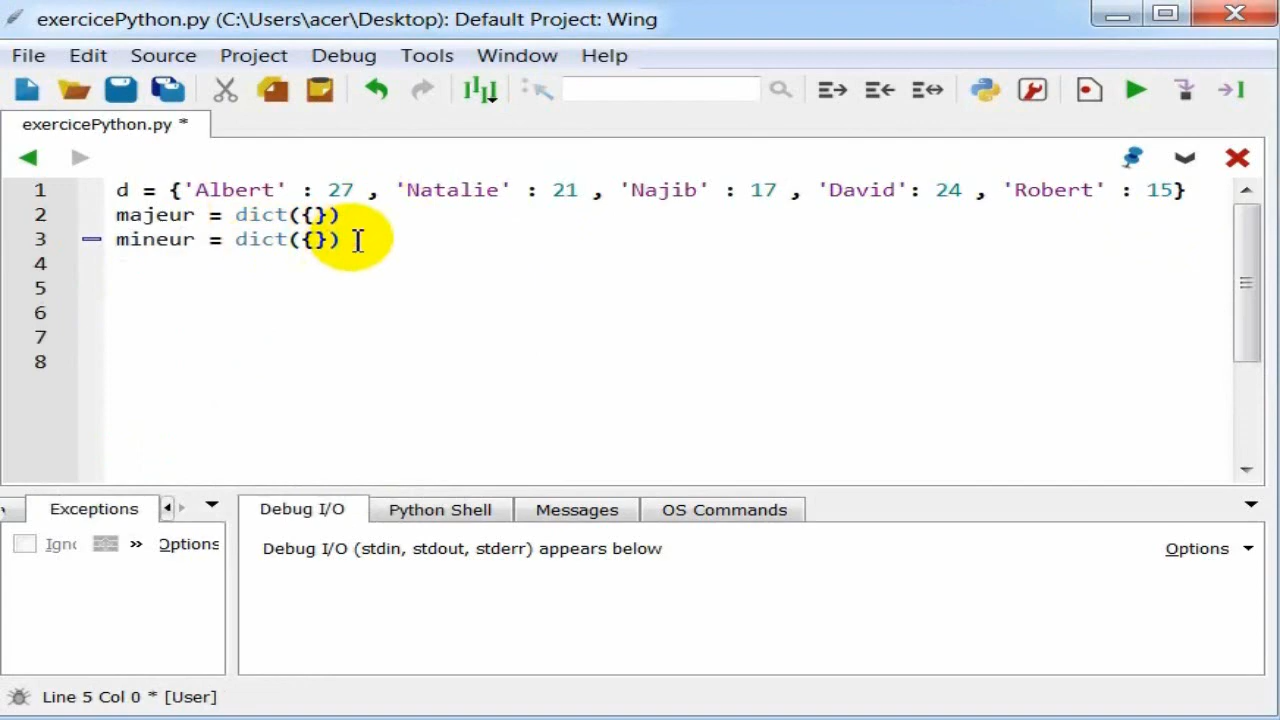 exercicePython.py (C:\Users\acer\Desktop): Default Project: Wing
File Edit Source Project Debug Tools Window Help
exercicePython.py *
1 d = {'Albert' : 27 , 'Natalie' : 21 , 'Najib' : 17 , 'David': 24 , 'Robert' : 15}
2 majeur = dict({})
3 mineur = dict({})
4
5
6
7
8
Exceptions Debug I/O Python Shell Messages OS Commands
Options Debug I/O (stdin, stdout, stderr) appears below Options
Line 5 Col 0 * [User]